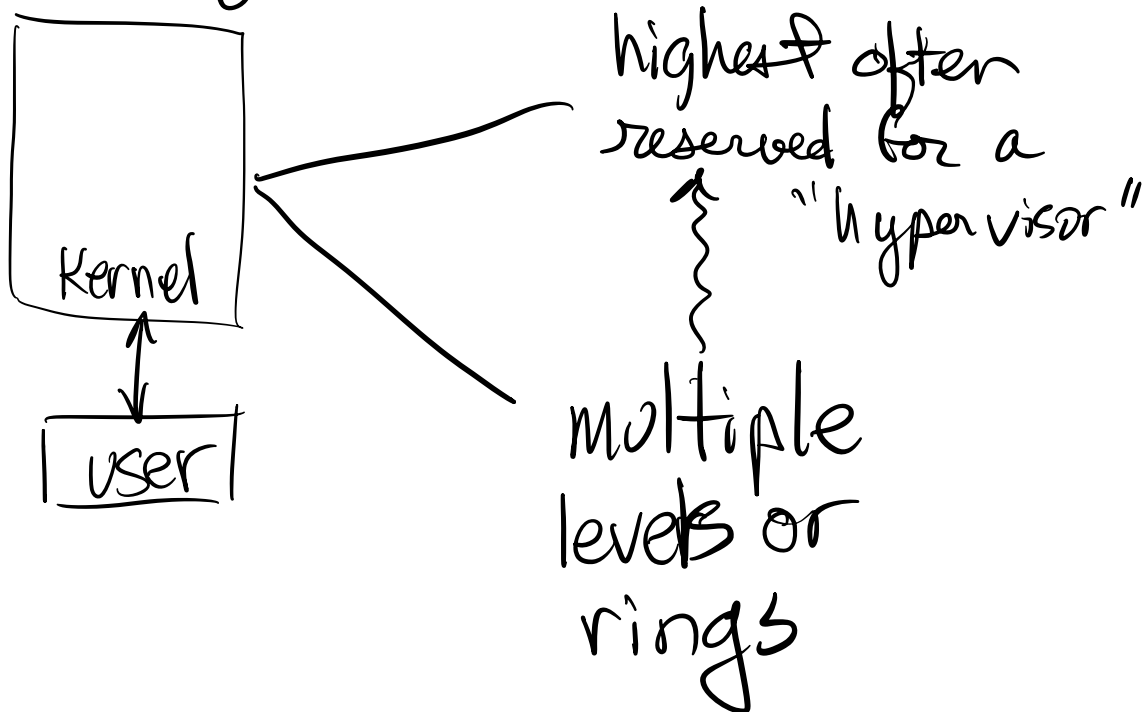 Kernel
user
highest often
reserved for a
"hypervisor"
multiple
levels or
rings